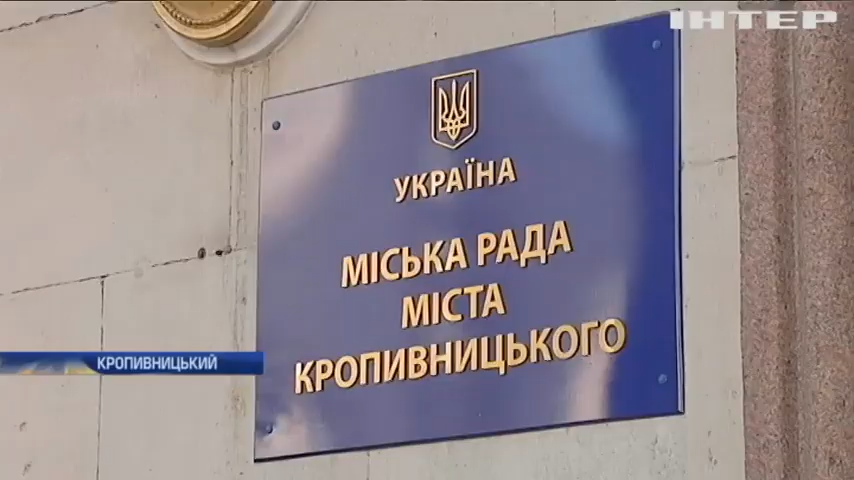 ІНТЕР
УКРАЇНА
МІСЬКА РАДА
МІСТА
КРОПИВНИЦЬКОГО
КРОПИВНИЦЬКИЙ